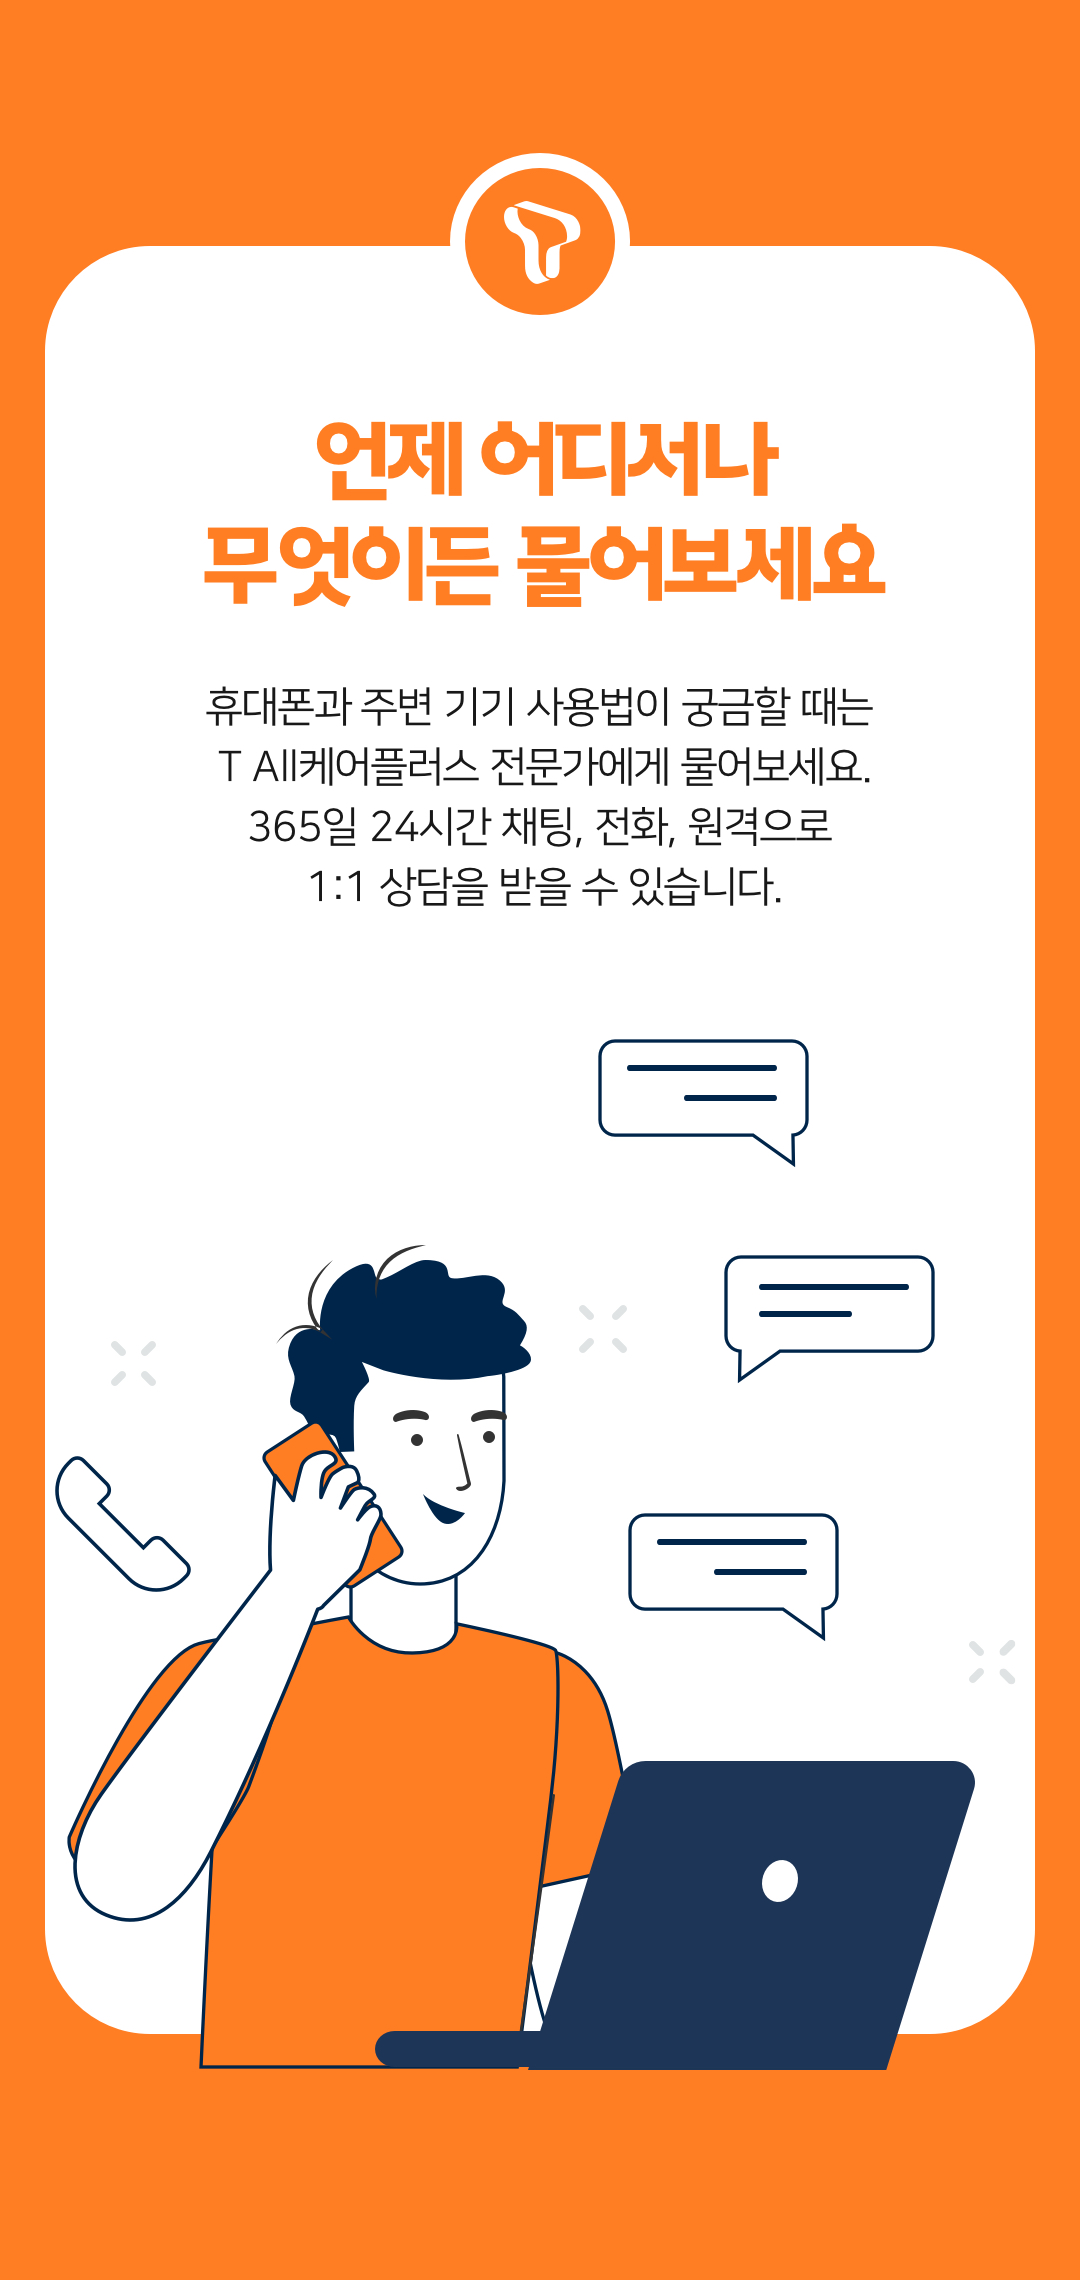 언제 어디서나
무엇이든 물어보세요
휴대폰과 주변 기기 사용법이 궁금할 때는
T All케어플러스 전문가에게 물어보세요.
365일 24시간 채팅, 전화, 원격으로
1:1 상담을 받을 수 있습니다.